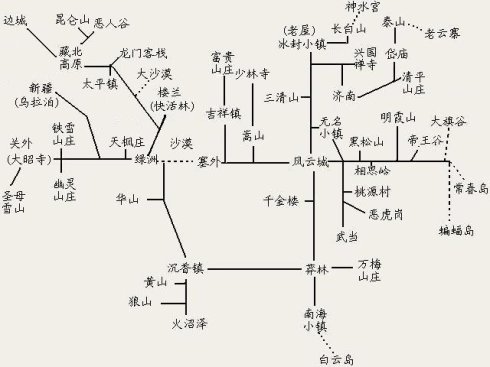 神水宫
边城
昆仑山
恶人谷
(老屋)
长白山
泰山
老云寨
冰封小镇
藏北
高原
龙门客栈
富贵
山庄
少林寺
兴国
禅寺
岱庙
太平镇
大沙漠
新疆
(乌拉泊)
楼兰
(快活林)
清平
山庄
三清山
济南
吉祥镇
无名
小镇
明霞山
大旗谷
铁雪
山庄
关外
(大昭寺)
天枫庄
沙漠
嵩山
黑松山
帝王谷
绿洲
塞外
风云城
相思岭
圣母
雪山
幽灵
山庄
华山
千金楼
桃源村
常春岛
恶虎岗
蝙蝠岛
武当
沉香镇
莽林
万梅
山庄
黄山
狼山
火沼泽
南海
小镇
白云岛